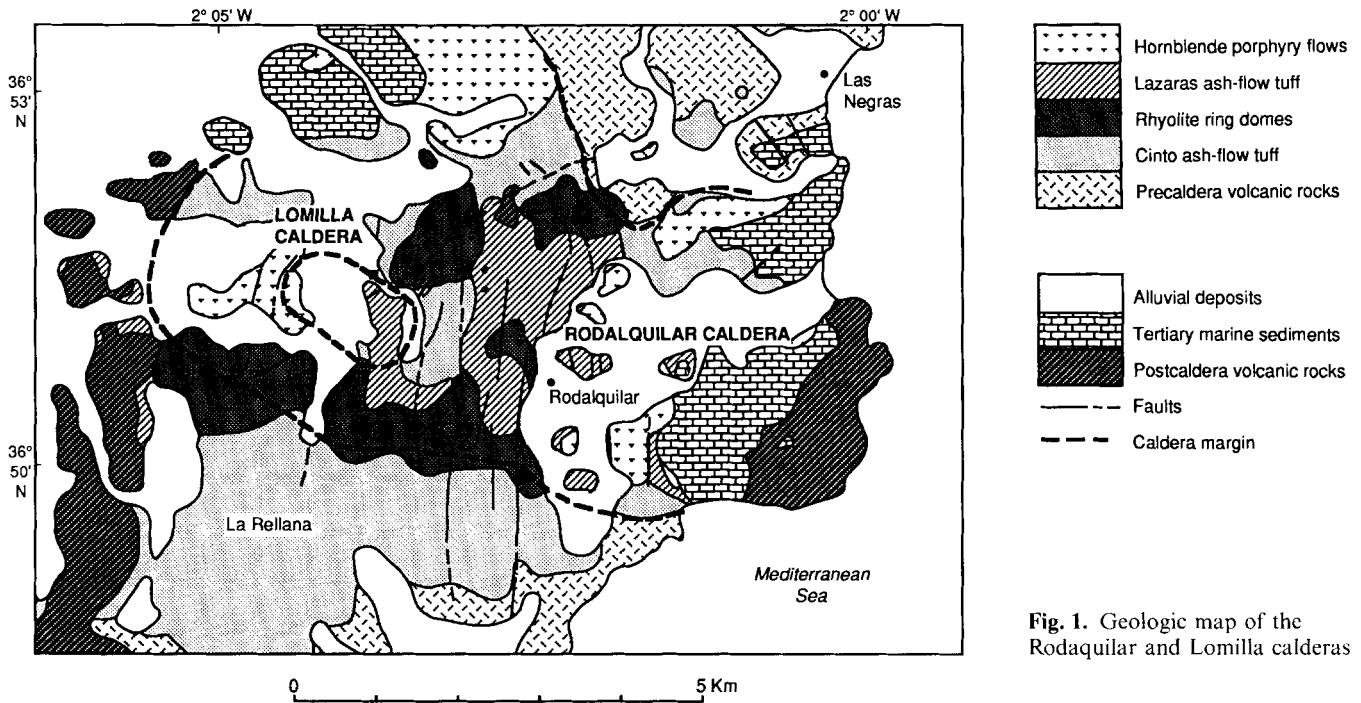 2° 05' W
2° 00' W
36°
53'
N
Las
Negras
LOMILLA
CALDERA
RODALQUILAR CALDERA
Rodalquilar
36°
50'
N
La Rellana
Mediterranean
Sea
0
5 Km
Hornblende porphyry flows
Lazaras ash-flow tuff
Rhyolite ring domes
Cinto ash-flow tuff
Precaldera volcanic rocks
Alluvial deposits
Tertiary marine sediments
Postcaldera volcanic rocks
Faults
Caldera margin
Fig. 1. Geologic map of the
Rodaquilar and Lomilla calderas